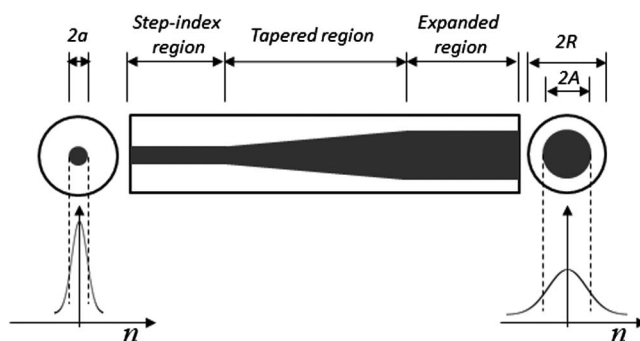 Step-index
region
Tapered region
Expanded
region
2a
2R
2A
n
n